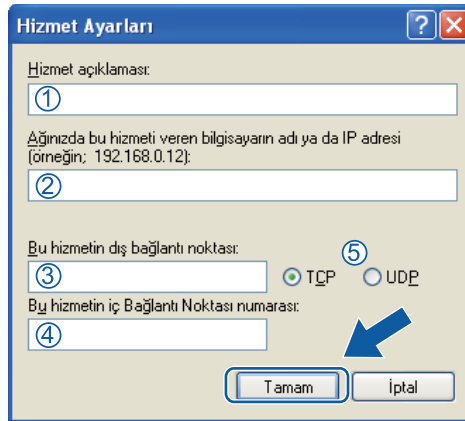 Hizmet Ayarları
Hizmet açıklaması:
①
Ağınızda bu hizmeti veren bilgisayarın adı ya da IP adresi
(örneğin; 192.168.0.12):
②
Bu hizmetin dış bağlantı noktası:
③ TCP ⑤ UDP
Bu hizmetin iç Bağlantı Noktası numarası:
④
Tamam İptal